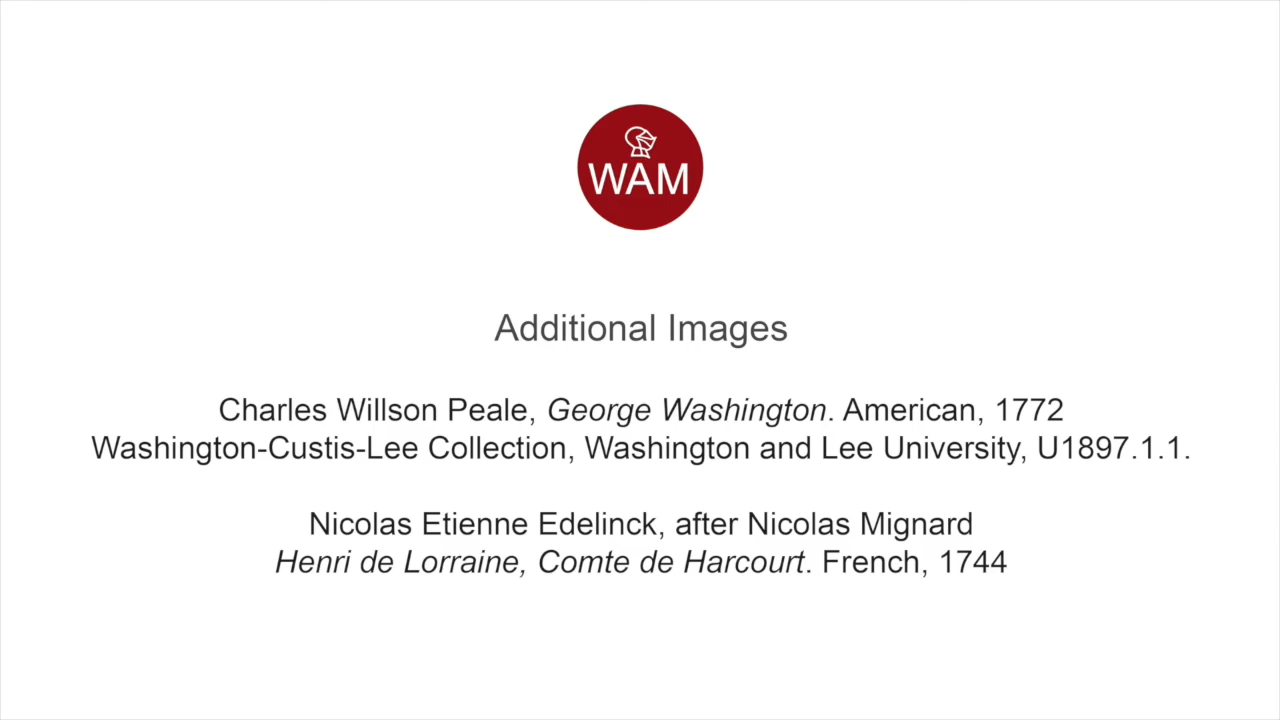 WAM
Additional Images
Charles Willson Peale, George Washington. American, 1772
Washington-Custis-Lee Collection, Washington and Lee University, U1897.1.1.
Nicolas Etienne Edelinck, after Nicolas Mignard
Henri de Lorraine, Comte de Harcourt. French, 1744